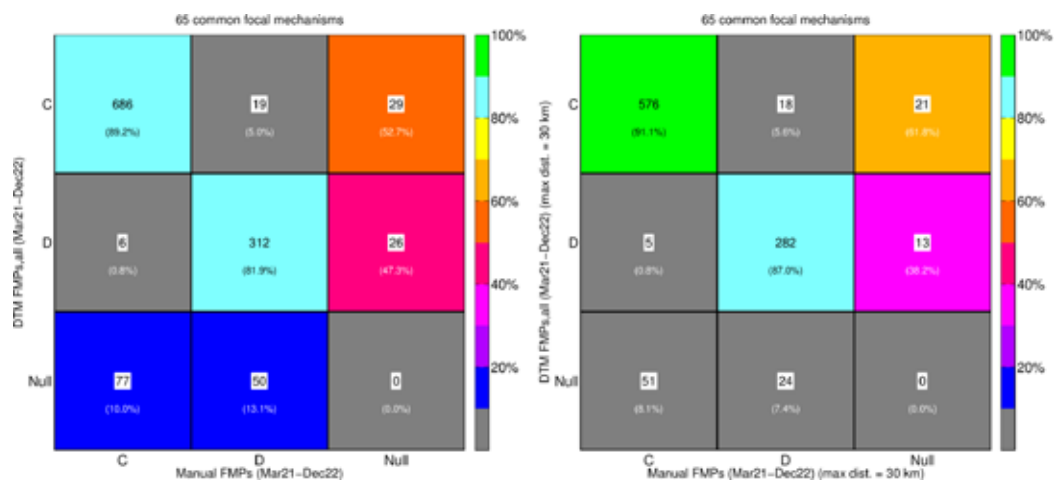 65 common focal mechanisms
100%
80%
60%
40%
20%
C
D
Null
DTM FMPs,all (Mar21-Dec22)
686
(89.2%)
19
(5.0%)
29
(52.7%)
6
(0.8%)
312
(81.9%)
26
(47.3%)
77
(10.0%)
50
(13.1%)
0
(0.0%)
C
D
Null
Manual FMPs (Mar21-Dec22)
65 common focal mechanisms
100%
80%
60%
40%
20%
C
D
Null
DTM FMPs,all (Mar21-Dec22) (max dist. = 30 km)
576
(91.1%)
18
(5.6%)
21
(61.8%)
5
(0.8%)
282
(87.0%)
13
(38.2%)
51
(8.1%)
24
(7.4%)
0
(0.0%)
C
D
Null
Manual FMPs (Mar21-Dec22) (max dist. = 30 km)